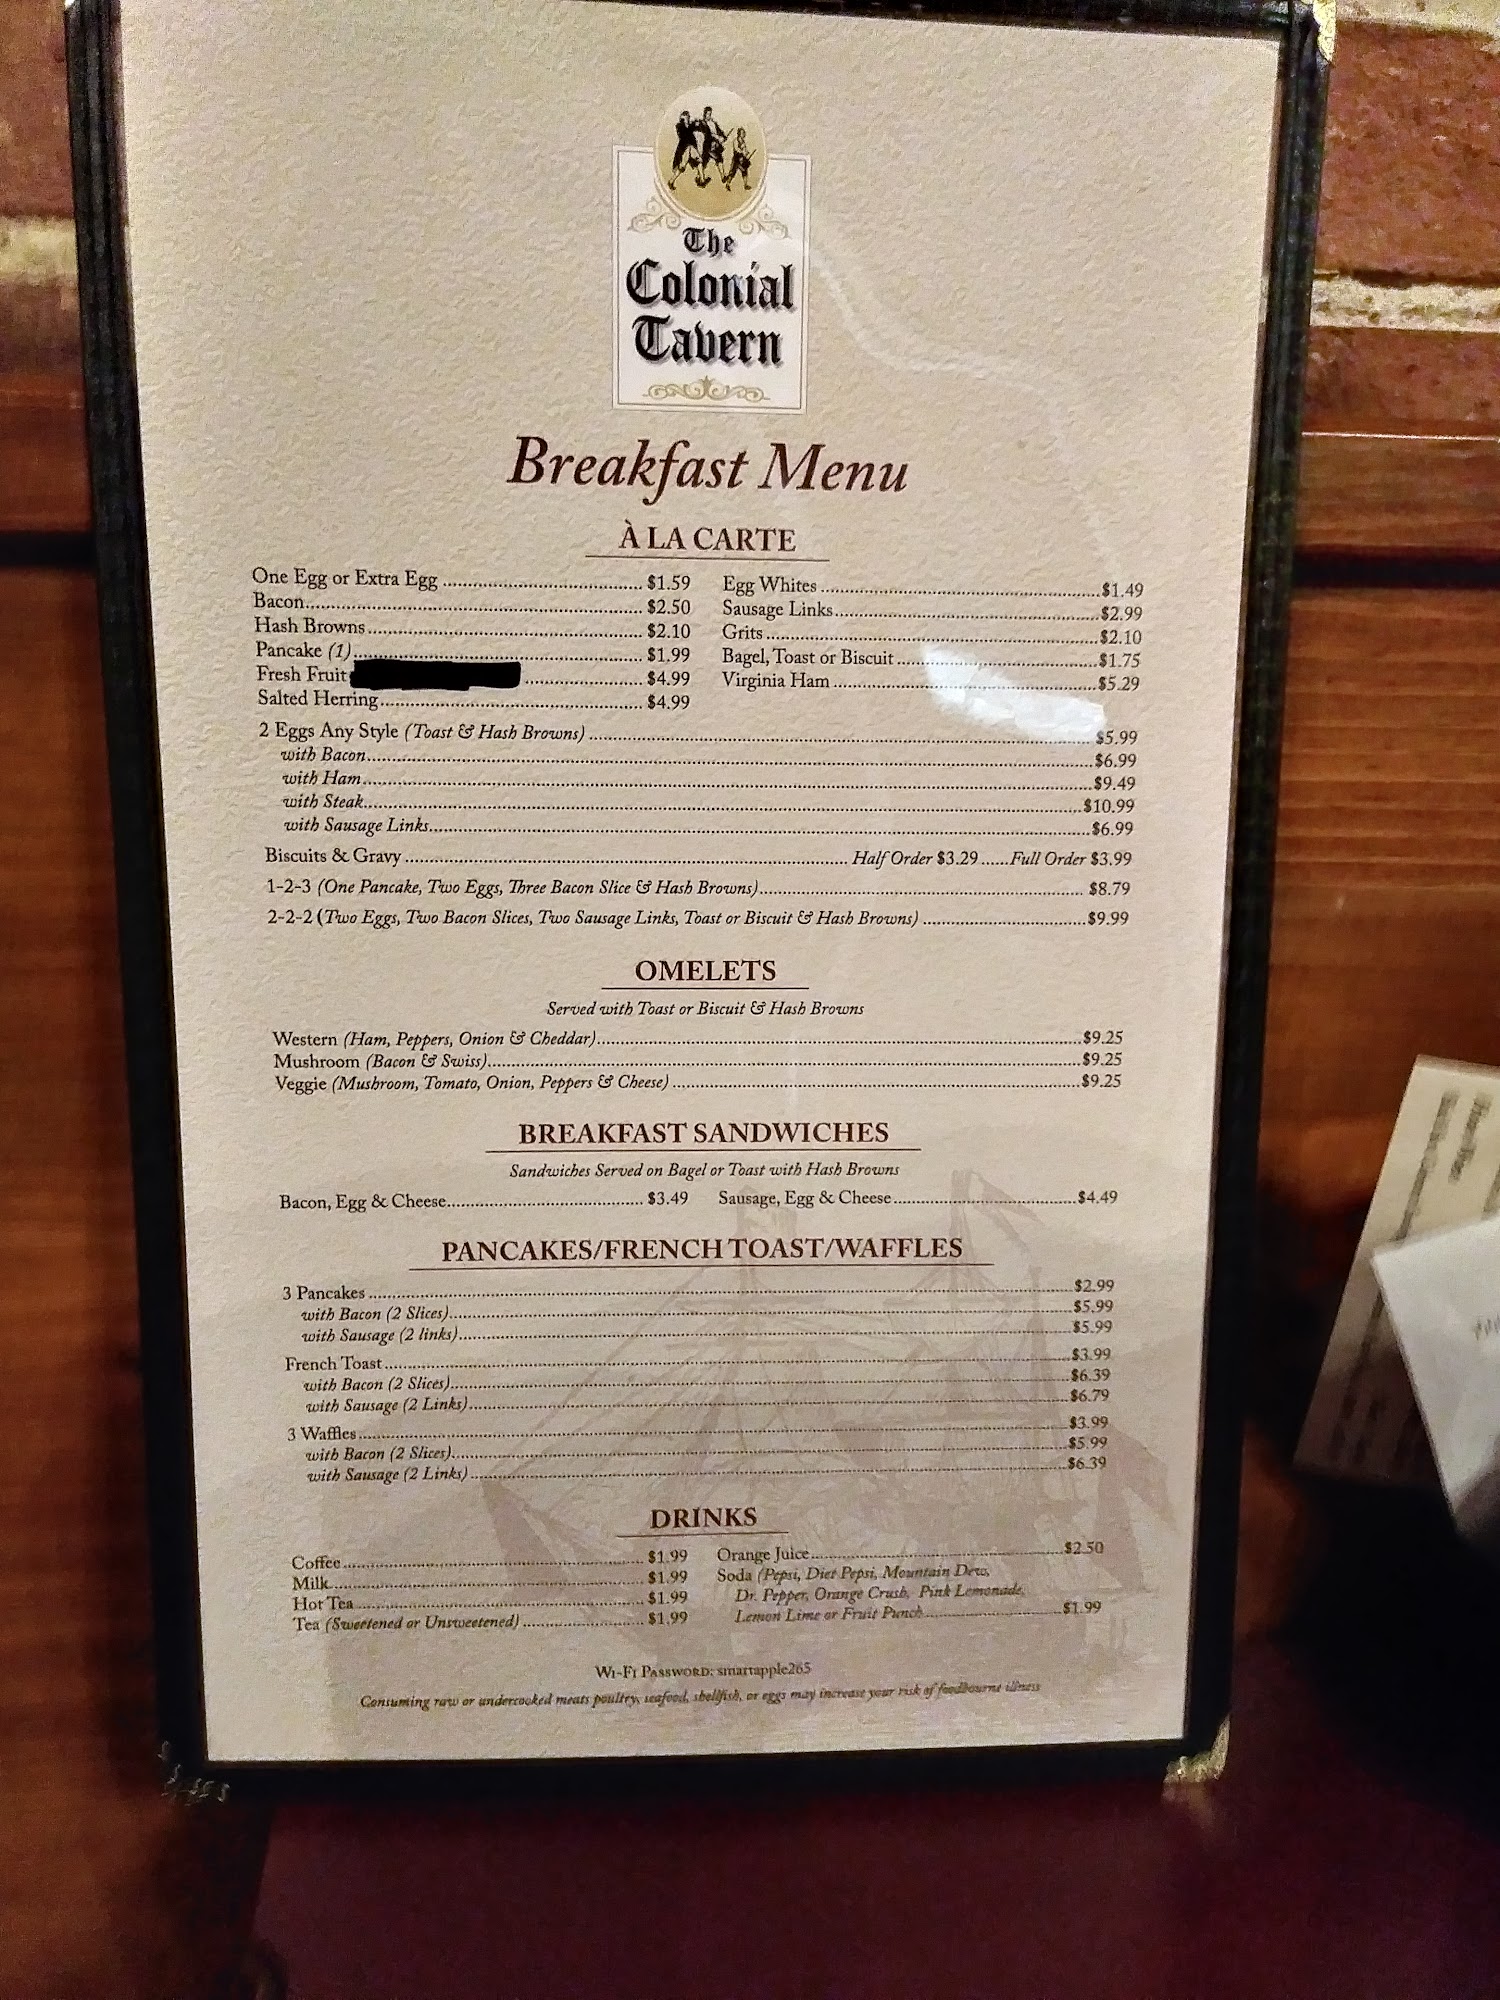 The
Colonial
Tavern
Breakfast Menu
À LA CARTE
One Egg or Extra Egg $1.59
Bacon $2.50
Hash Browns $2.10
Pancake (1) $1.99
Fresh Fruit $4.99
Salted Herring $4.99
Egg Whites $1.49
Sausage Links $2.99
Grits $2.10
Bagel, Toast or Biscuit $1.75
Virginia Ham $5.29
2 Eggs Any Style (Toast & Hash Browns) $5.99
with Bacon $6.99
with Ham $9.49
with Steak $10.99
with Sausage Links $6.99
Biscuits & Gravy Half Order $3.29 ...... Full Order $3.99
1-2-3 (One Pancake, Two Eggs, Three Bacon Slice & Hash Browns) $8.79
2-2-2 (Two Eggs, Two Bacon Slices, Two Sausage Links, Toast or Biscuit & Hash Browns) $9.99
OMELETS
Served with Toast or Biscuit & Hash Browns
Western (Ham, Peppers, Onion & Cheddar) $9.25
Mushroom (Bacon & Swiss) $9.25
Veggie (Mushroom, Tomato, Onion, Peppers & Cheese) $9.25
BREAKFAST SANDWICHES
Sandwiches Served on Bagel or Toast with Hash Browns
Bacon, Egg & Cheese $3.49
Sausage, Egg & Cheese $4.49
PANCAKES/FRENCH TOAST/WAFFLES
3 Pancakes $2.99
with Bacon (2 Slices) $5.99
with Sausage (2 links) $5.99
French Toast $3.99
with Bacon (2 Slices) $6.39
with Sausage (2 Links) $6.79
3 Waffles $3.99
with Bacon (2 Slices) $5.99
with Sausage (2 Links) $6.39
DRINKS
Coffee $1.99
Milk $1.99
Hot Tea $1.99
Tea (Sweetened or Unsweetened) $1.99
Orange Juice $2.50
Soda (Pepsi, Diet Pepsi, Mountain Dew,
Dr. Pepper, Orange Crush, Pink Lemonade,
Lemon Lime or Fruit Punch $1.99
Wi-Fi Password: smartapple265
Consuming raw or undercooked meats poultry, seafood, shellfish, or eggs may increase your risk of foodbourne illness